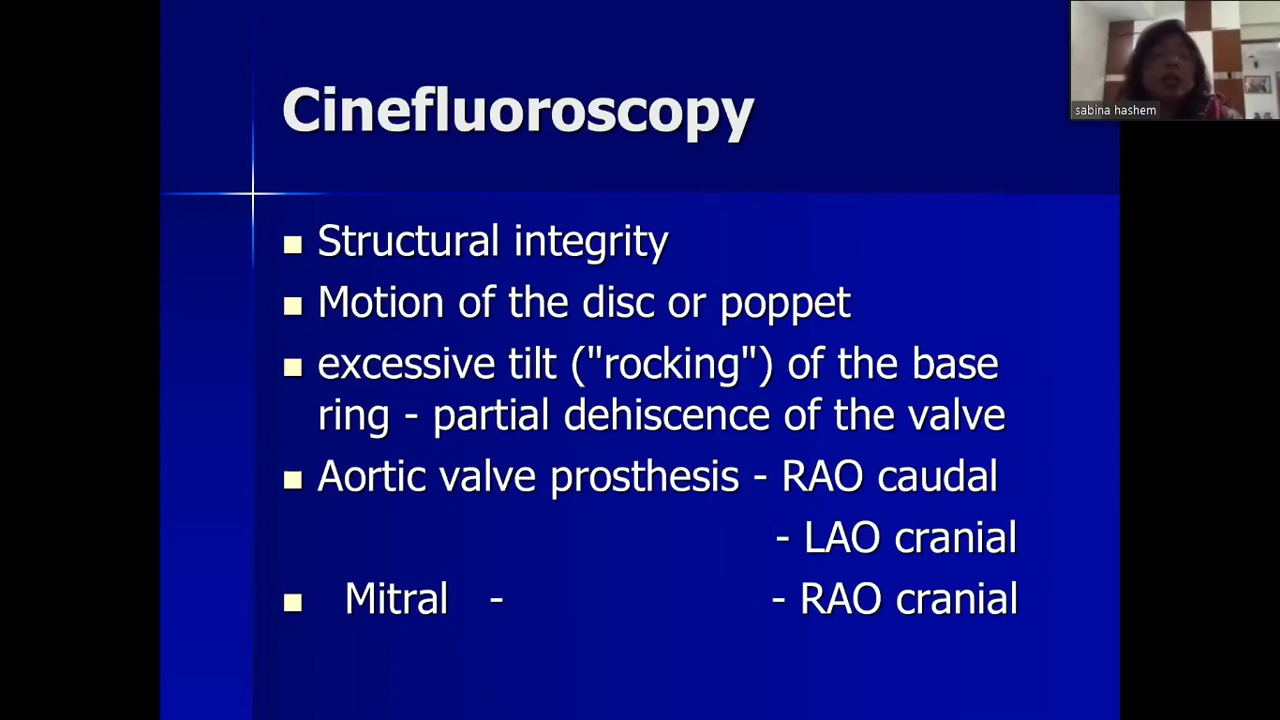 Cinefluoroscopy
sabina hashem
Structural integrity
Motion of the disc or poppet
excessive tilt ("rocking") of the base
ring - partial dehiscence of the valve
Aortic valve prosthesis - RAO caudal
- LAO cranial
Mitral - - RAO cranial